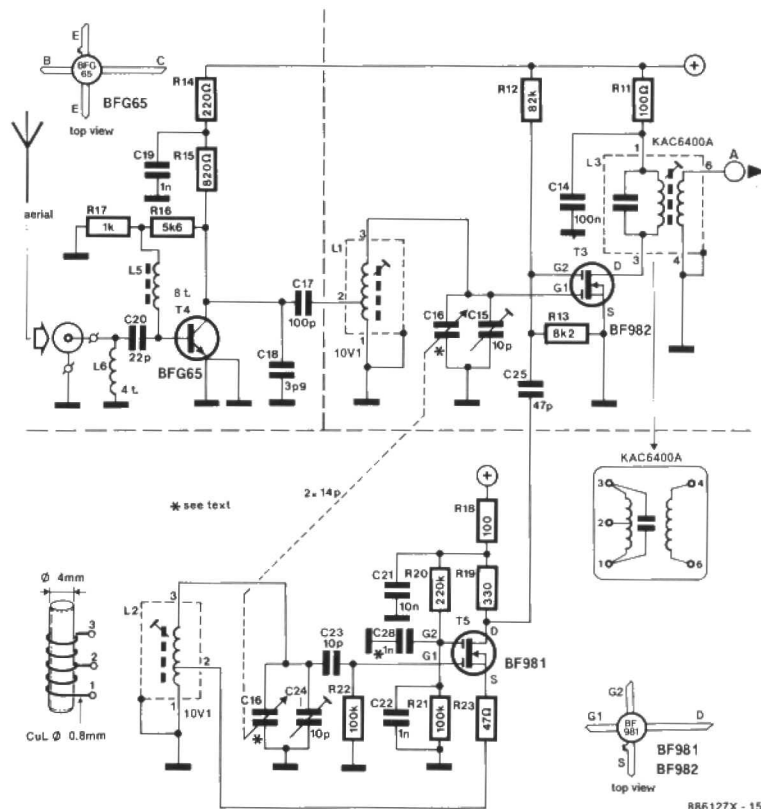 E
B
BFG
65
C
E
BFG65
top view
aerial
R14
220Ω
C19
1n
R15
820Ω
R17
1k
R16
5k6
L5
8 t.
T4
C20
22p
L6
4 t.
BFG65
C18
3p9
C17
100p
L1
3
2
1
10V1
C16
*
C15
10p
R12
82k
+
R11
100Ω
KAC6400A
L3
1
6
A
C14
100n
3
4
T3
G2
D
G1
S
BF982
R13
8k2
C25
47p
KAC6400A
3
4
2
1
6
* see text
2 x 14p
+
R18
100
C21
10n
R20
220k
R19
330
T5
C28
* 1n
G2
D
G1
S
BF981
Ø 4mm
3
2
1
CuL Ø 0.8mm
L2
3
2
1
10V1
C16
*
C24
10p
C23
10p
R22
100k
C22
1n
R21
100k
R23
47Ω
G2
G1
BF
981
D
S
BF981
BF982
top view
886127X - 15